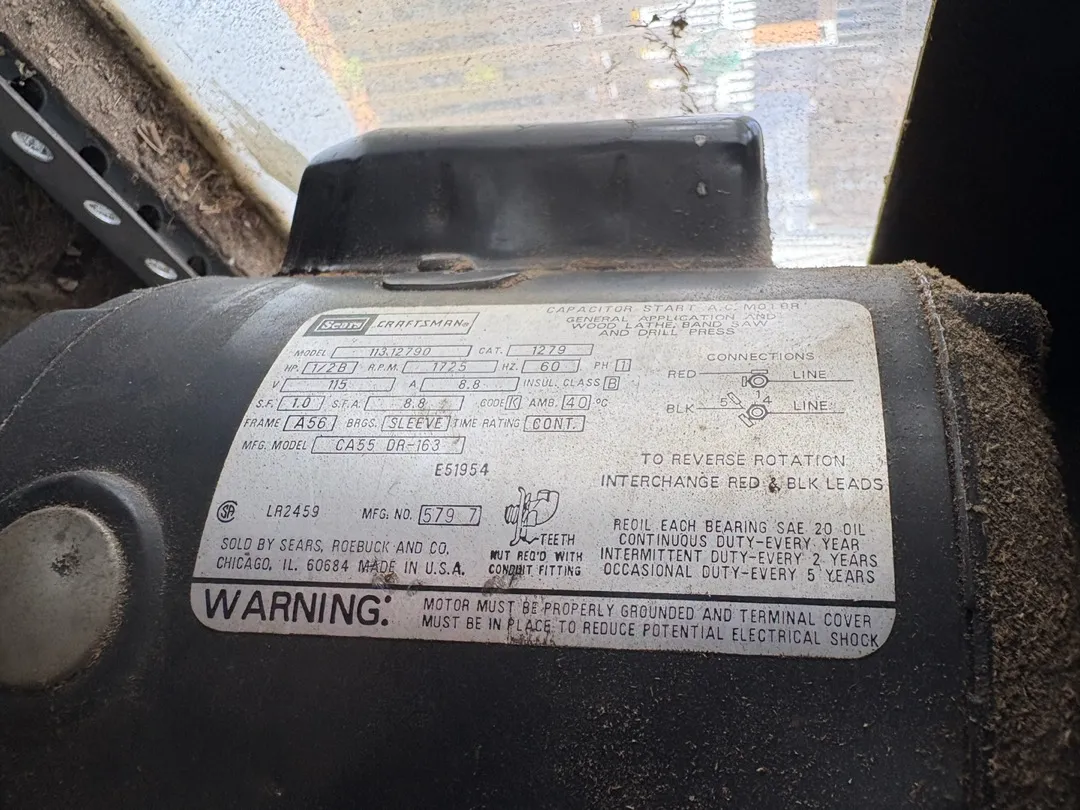 Sears CRAFTSMAN®
CAPACITOR START A.C. MOTOR
GENERAL APPLICATION AND
WOOD LATHE, BAND SAW
AND DRILL PRESS
MODEL 113.12790 CAT. 1279
HP. 1/2B R.P.M. 1725 HZ. 60 PH 1
V 115 A 8.8 INSUL. CLASS B
S.F. 1.0 S.F.A. 8.8 CODE K AMB. 40 °C
FRAME A56 BRGS. SLEEVE TIME RATING CONT.
MFG. MODEL CA55 DR-163
E51954
LR2459 MFG. NO. 579 7
SOLD BY SEARS, ROEBUCK AND CO.
CHICAGO, IL. 60684 MADE IN U.S.A.
TEETH
NUT REQ'D WITH
CONDUIT FITTING
CONNECTIONS
RED LINE
BLK 5 4 LINE
TO REVERSE ROTATION
INTERCHANGE RED & BLK LEADS
REOIL EACH BEARING SAE 20 OIL
CONTINUOUS DUTY-EVERY YEAR
INTERMITTENT DUTY-EVERY 2 YEARS
OCCASIONAL DUTY-EVERY 5 YEARS
WARNING: MOTOR MUST BE PROPERLY GROUNDED AND TERMINAL COVER
MUST BE IN PLACE TO REDUCE POTENTIAL ELECTRICAL SHOCK